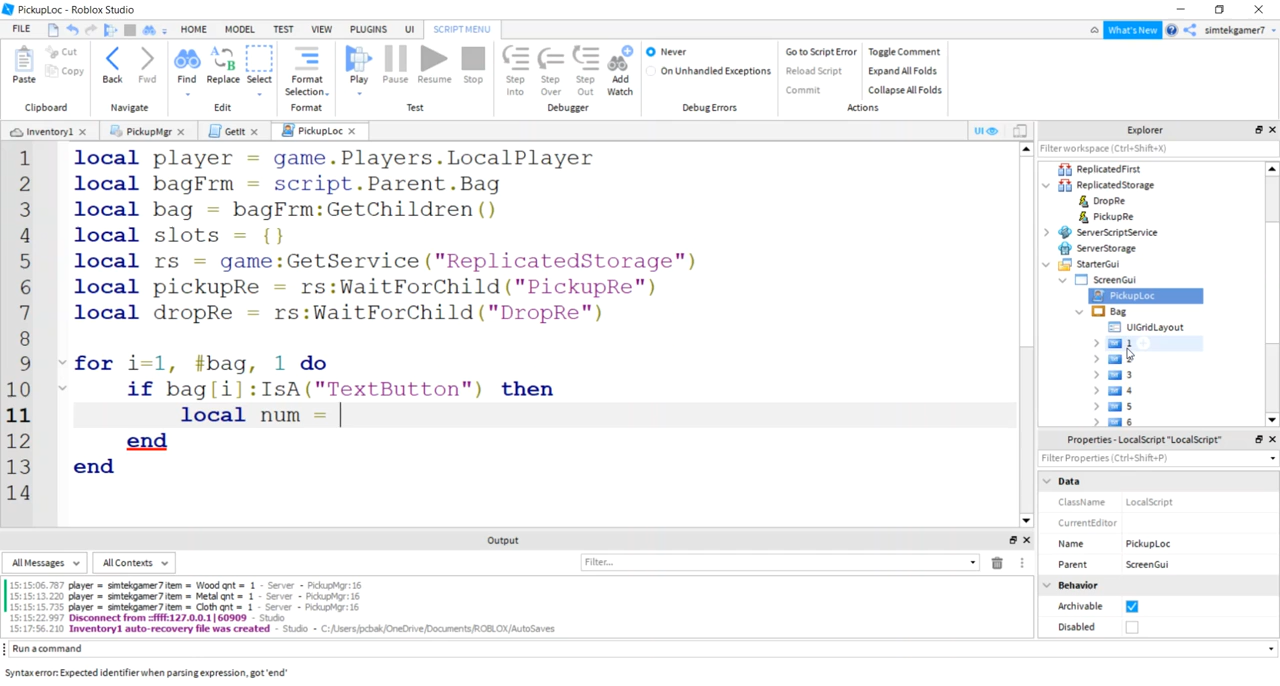 PickupLoc - Roblox Studio
FILE HOME MODEL TEST VIEW PLUGINS UI SCRIPT MENU What's New simtekgamer7
Paste Cut Copy Back Fwd Find Replace Select Format Selection Play Pause Resume Stop Step Into Step Over Step Out Add Watch
Never
On Unhandled Exceptions
Go to Script Error Toggle Comment
Reload Script Expand All Folds
Commit Collapse All Folds
Clipboard Navigate Edit Format Test Debugger Debug Errors Actions
Inventory1 PickupMgr GetIt PickupLoc UI
1 local player = game.Players.LocalPlayer
2 local bagFrm = script.Parent.Bag
3 local bag = bagFrm:GetChildren()
4 local slots = {}
5 local rs = game:GetService("ReplicatedStorage")
6 local pickupRe = rs:WaitForChild("PickupRe")
7 local dropRe = rs:WaitForChild("DropRe")
8
9 for i=1, #bag, 1 do
10 if bag[i]:IsA("TextButton") then
11 local num =
12 end
13 end
14
Explorer
Filter workspace (Ctrl+Shift+X)
ReplicatedFirst
ReplicatedStorage
DropRe
PickupRe
ServerScriptService
ServerStorage
StarterGui
ScreenGui
PickupLoc
Bag
UIGridLayout
1
2
3
4
5
6
Properties - LocalScript "LocalScript"
Filter Properties (Ctrl+Shift+P)
Data
ClassName LocalScript
CurrentEditor
Name PickupLoc
Parent ScreenGui
Behavior
Archivable
Disabled
Output
All Messages All Contexts Filter...
15:15:06.787 player = simtekgamer7 item = Wood qnt = 1 - Server - PickupMgr:16
15:15:13.220 player = simtekgamer7 item = Metal qnt = 1 - Server - PickupMgr:16
15:15:15.735 player = simtekgamer7 item = Cloth qnt = 1 - Server - PickupMgr:16
15:15:22.997 Disconnect from ::ffff:127.0.0.1|60909 - Studio
15:17:56.210 Inventory1 auto-recovery file was created - Studio - C:/Users/pcbak/OneDrive/Documents/ROBLOX/AutoSaves
Run a command
Syntax error: Expected identifier when parsing expression, got 'end'